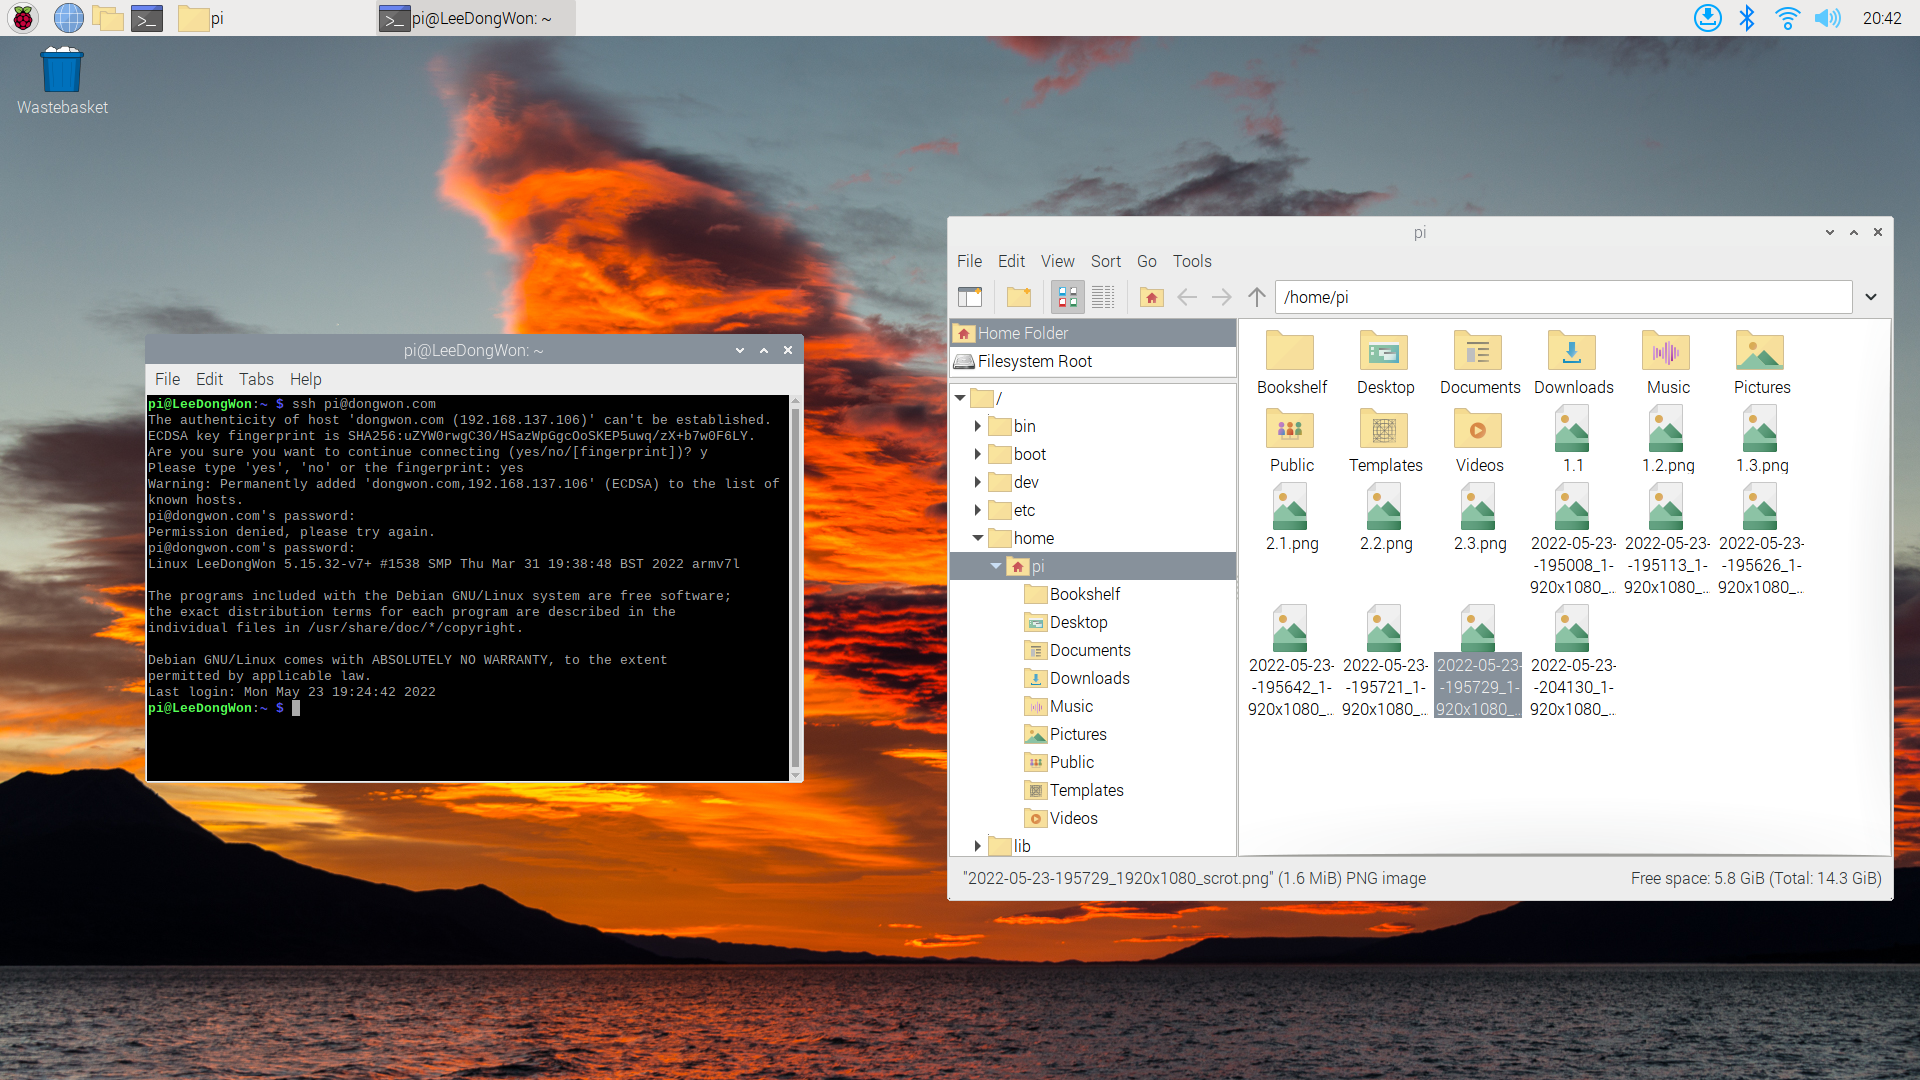 pi
pi@LeeDongWon: ~
20:42
Wastebasket
pi@LeeDongWon: ~
File Edit Tabs Help
pi@LeeDongWon:~ $ ssh pi@dongwon.com
The authenticity of host 'dongwon.com (192.168.137.106)' can't be established.
ECDSA key fingerprint is SHA256:uZYW0rwgC30/HSazWpGgcOoSKEP5uwq/zX+b7w0F6LY.
Are you sure you want to continue connecting (yes/no/[fingerprint])? y
Please type 'yes', 'no' or the fingerprint: yes
Warning: Permanently added 'dongwon.com,192.168.137.106' (ECDSA) to the list of
known hosts.
pi@dongwon.com's password:
Permission denied, please try again.
pi@dongwon.com's password:
Linux LeeDongWon 5.15.32-v7+ #1538 SMP Thu Mar 31 19:38:48 BST 2022 armv7l
The programs included with the Debian GNU/Linux system are free software;
the exact distribution terms for each program are described in the
individual files in /usr/share/doc/*/copyright.
Debian GNU/Linux comes with ABSOLUTELY NO WARRANTY, to the extent
permitted by applicable law.
Last login: Mon May 23 19:24:42 2022
pi@LeeDongWon:~ $
pi
File Edit View Sort Go Tools
/home/pi
Home Folder
Filesystem Root
/
bin
boot
dev
etc
home
pi
Bookshelf
Desktop
Documents
Downloads
Music
Pictures
Public
Templates
Videos
lib
Bookshelf Desktop Documents Downloads Music Pictures
Public Templates Videos 1.1 1.2.png 1.3.png
2.1.png 2.2.png 2.3.png 2022-05-23- 2022-05-23- 2022-05-23-
-195008_1- -195113_1- -195626_1-
920x1080_... 920x1080_... 920x1080_...
2022-05-23- 2022-05-23- 2022-05-23- 2022-05-23-
-195642_1- -195721_1- -195729_1- -204130_1-
920x1080_... 920x1080_... 920x1080_... 920x1080_...
"2022-05-23-195729_1920x1080_scrot.png" (1.6 MiB) PNG image
Free space: 5.8 GiB (Total: 14.3 GiB)